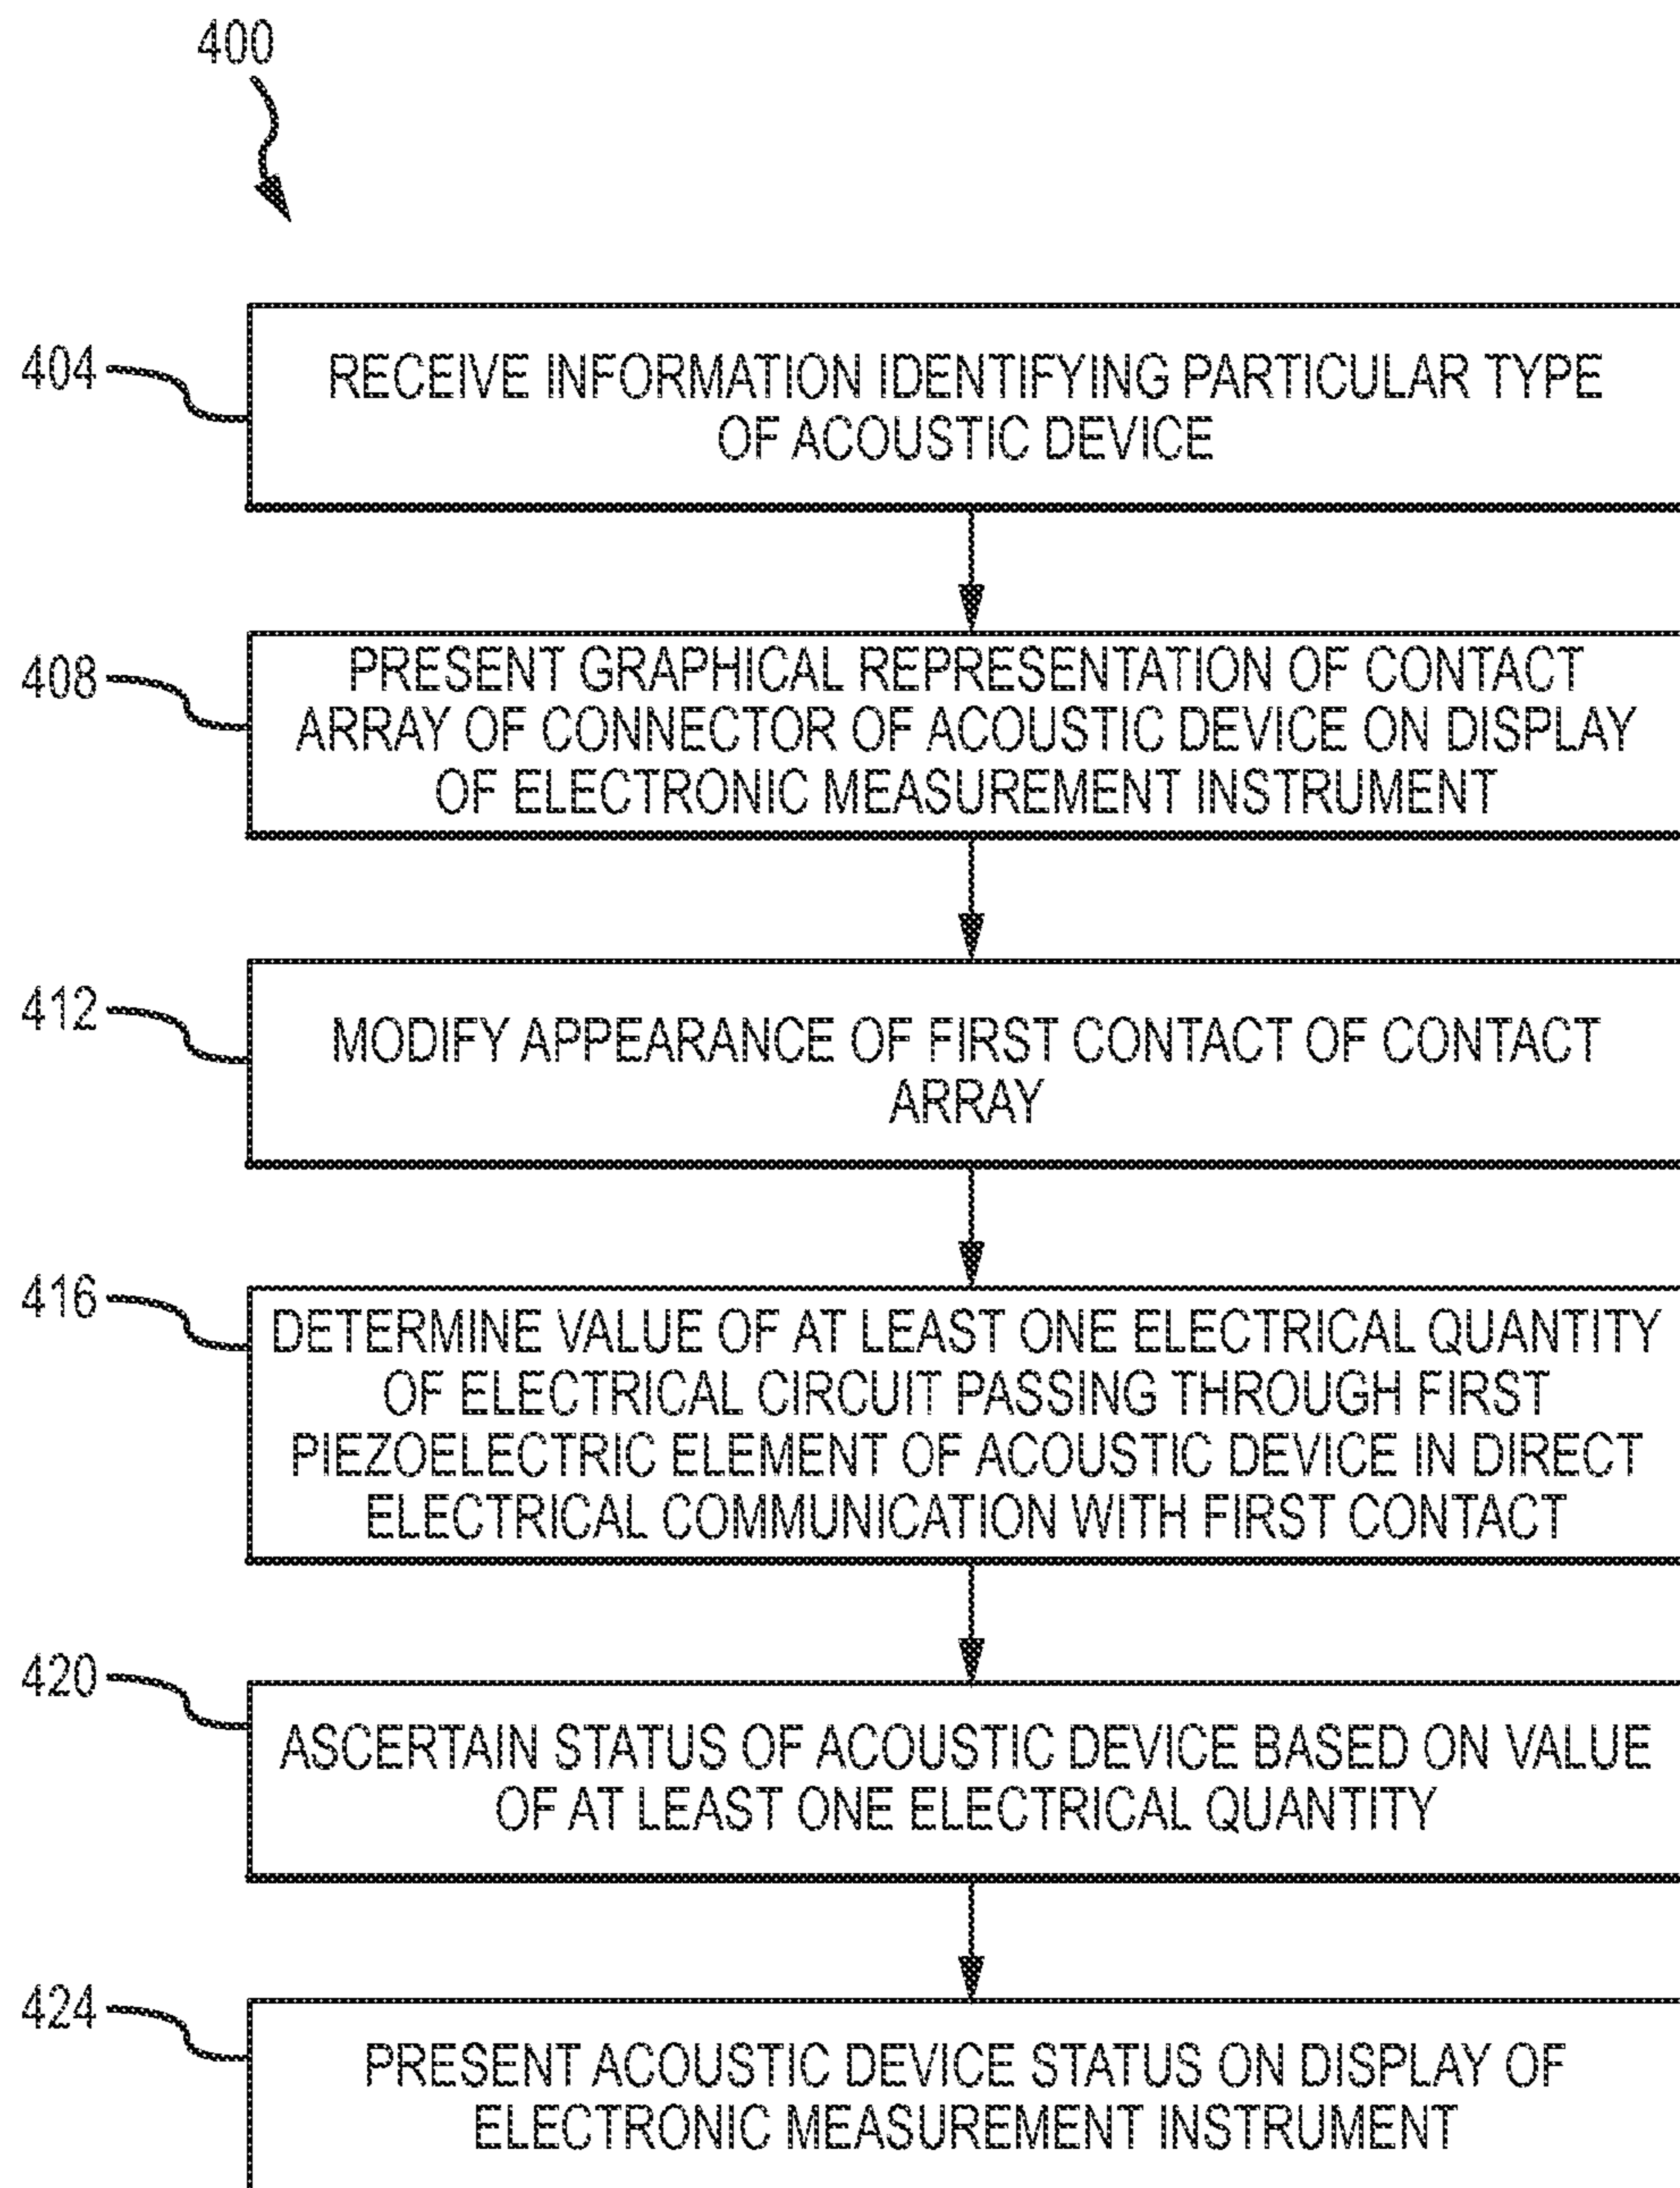 400
404
RECEIVE INFORMATION IDENTIFYING PARTICULAR TYPE
OF ACOUSTIC DEVICE
408
PRESENT GRAPHICAL REPRESENTATION OF CONTACT
ARRAY OF CONNECTOR OF ACOUSTIC DEVICE ON DISPLAY
OF ELECTRONIC MEASUREMENT INSTRUMENT
412
MODIFY APPEARANCE OF FIRST CONTACT OF CONTACT
ARRAY
416
DETERMINE VALUE OF AT LEAST ONE ELECTRICAL QUANTITY
OF ELECTRICAL CIRCUIT PASSING THROUGH FIRST
PIEZOELECTRIC ELEMENT OF ACOUSTIC DEVICE IN DIRECT
ELECTRICAL COMMUNICATION WITH FIRST CONTACT
420
ASCERTAIN STATUS OF ACOUSTIC DEVICE BASED ON VALUE
OF AT LEAST ONE ELECTRICAL QUANTITY
424
PRESENT ACOUSTIC DEVICE STATUS ON DISPLAY OF
ELECTRONIC MEASUREMENT INSTRUMENT